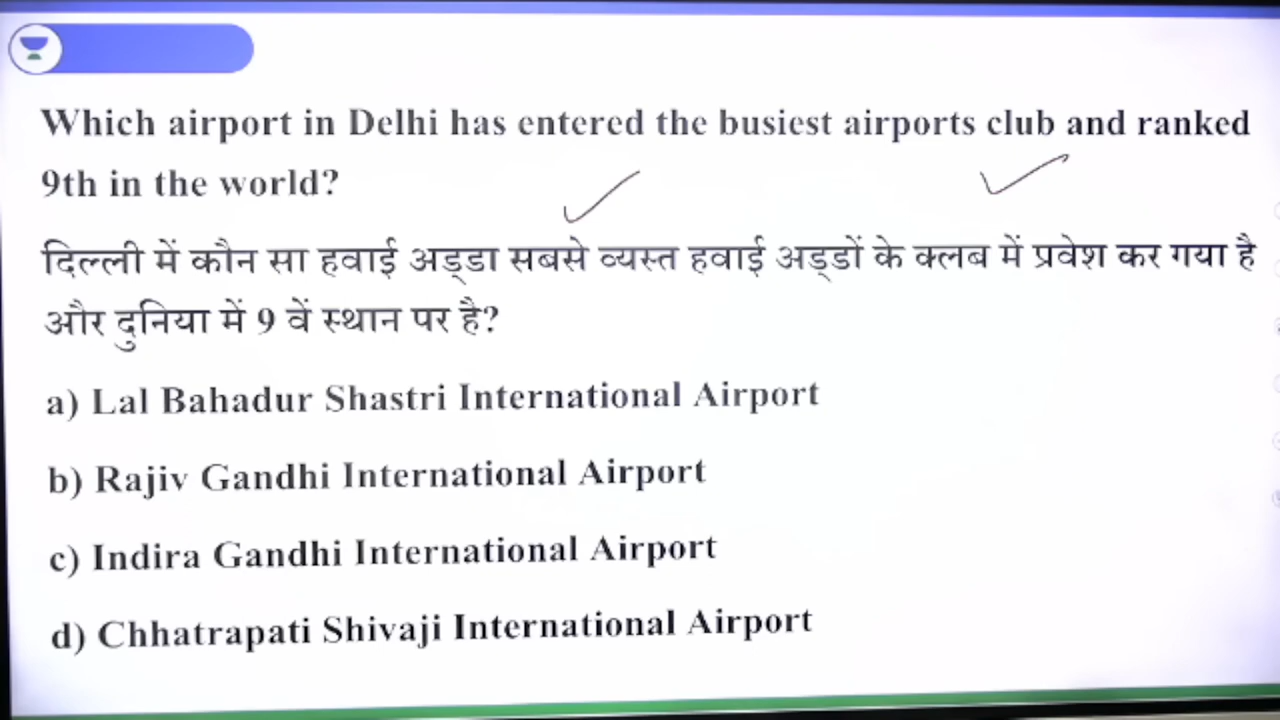 Which airport in Delhi has entered the busiest airports club and ranked
9th in the world?
दिल्ली में कौन सा हवाई अड्डा सबसे व्यस्त हवाई अड्डों के क्लब में प्रवेश कर गया है
और दुनिया में 9 वें स्थान पर है?
a) Lal Bahadur Shastri International Airport
b) Rajiv Gandhi International Airport
c) Indira Gandhi International Airport
d) Chhatrapati Shivaji International Airport